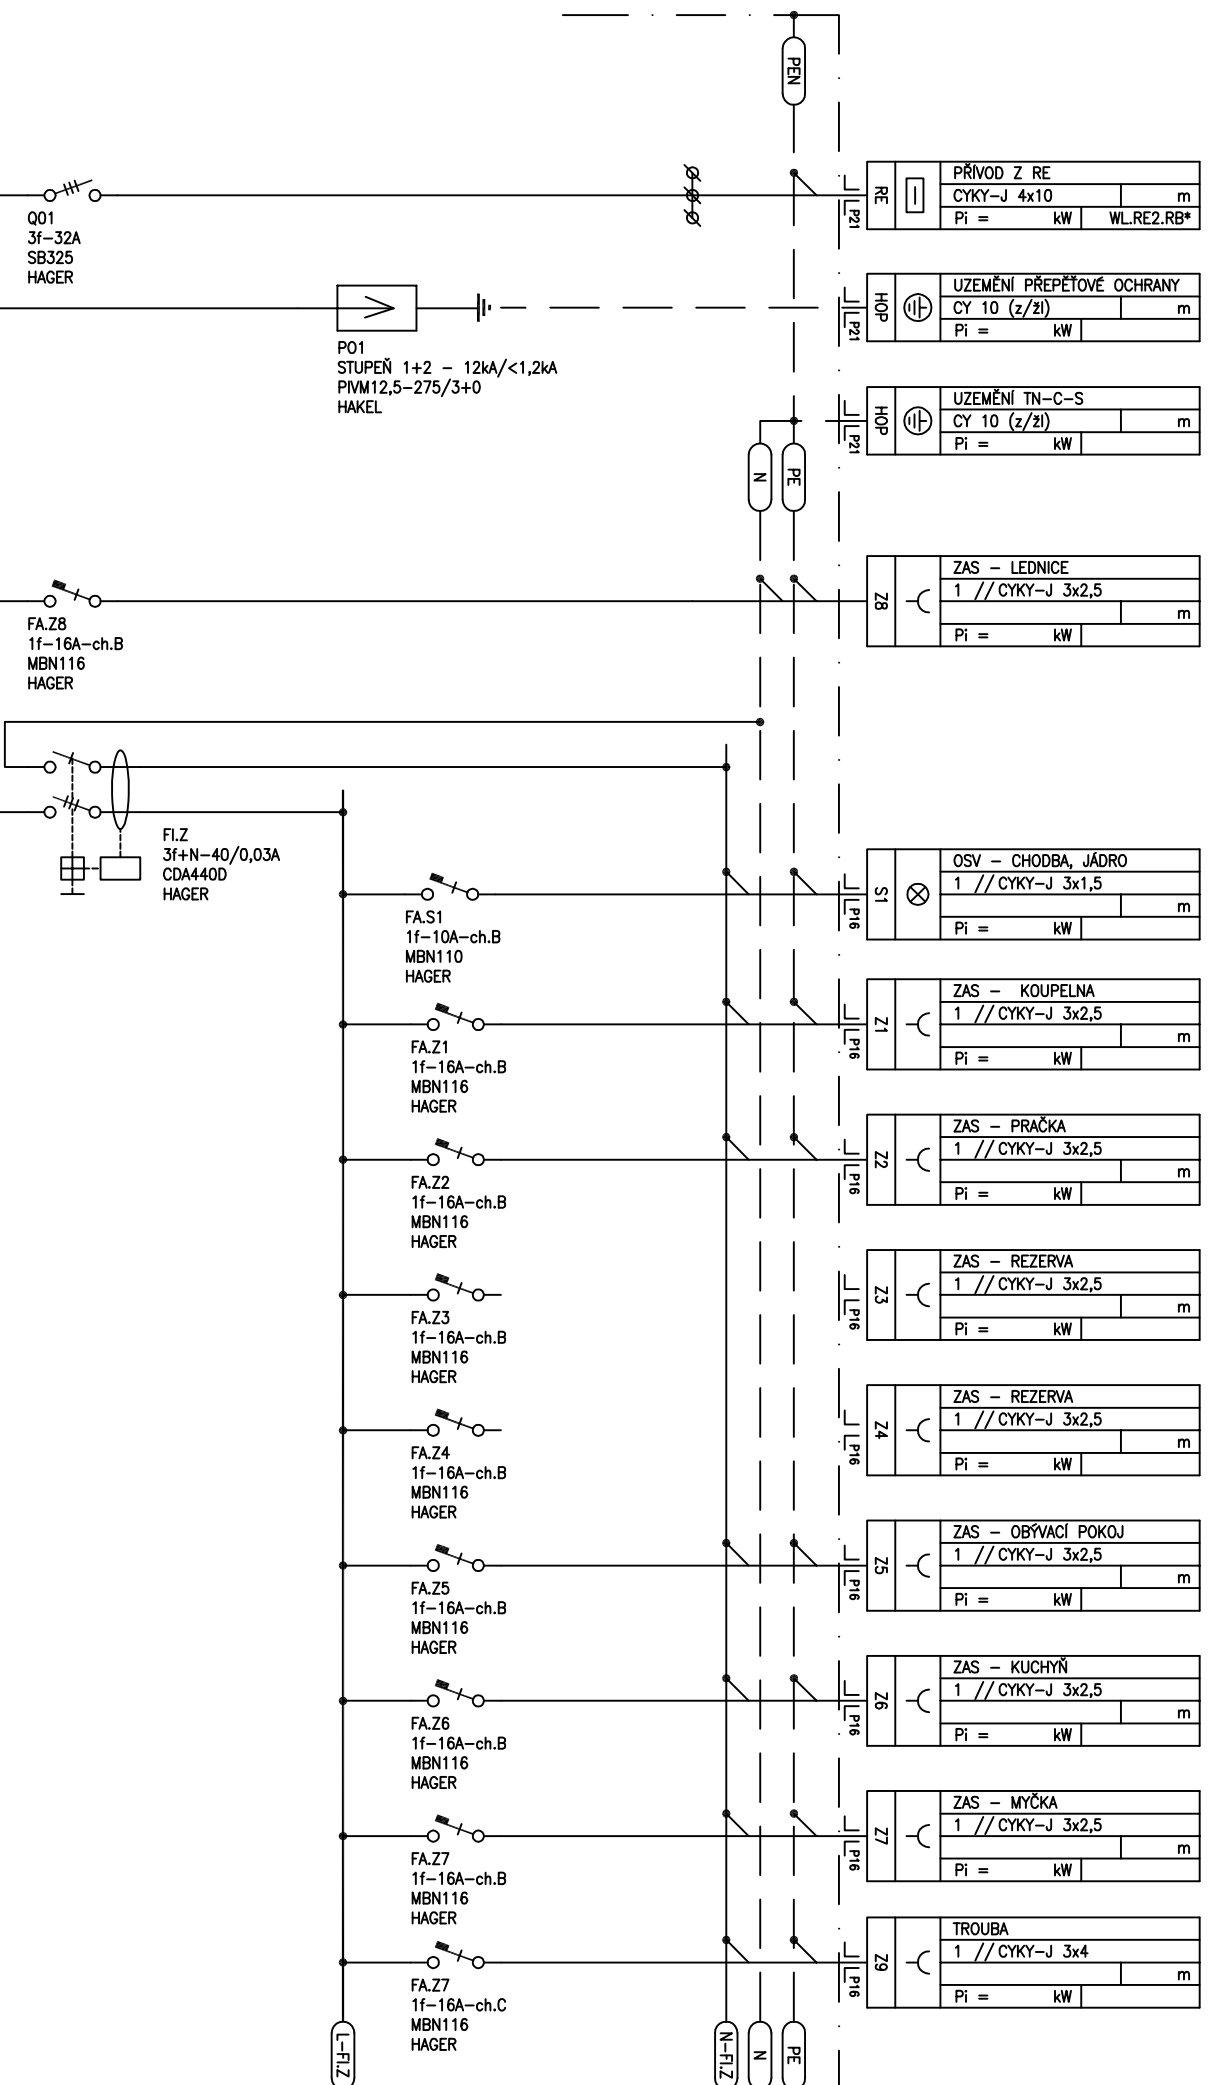 PEN
Q01
3f-32A
SB325
HAGER
RE
P21
PŘÍVOD Z RE
CYKY-J 4x10 m
Pi = kW WL.RE2.RB*
PO1
STUPEŇ 1+2 - 12kA/<1,2kA
PIVM12,5-275/3+0
HAKEL
HOP
P21
UZEMĚNÍ PŘEPĚŤOVÉ OCHRANY
CY 10 (z/žl) m
Pi = kW
HOP
P21
UZEMĚNÍ TN-C-S
CY 10 (z/žl) m
Pi = kW
N
PE
FA.Z8
1f-16A-ch.B
MBN116
HAGER
Z8
ZAS - LEDNICE
1 // CYKY-J 3x2,5
m
Pi = kW
FI.Z
3f+N-40/0,03A
CDA440D
HAGER
FA.S1
1f-10A-ch.B
MBN110
HAGER
S1
P16
OSV - CHODBA, JÁDRO
1 // CYKY-J 3x1,5
m
Pi = kW
FA.Z1
1f-16A-ch.B
MBN116
HAGER
Z1
P16
ZAS - KOUPELNA
1 // CYKY-J 3x2,5
m
Pi = kW
FA.Z2
1f-16A-ch.B
MBN116
HAGER
Z2
P16
ZAS - PRAČKA
1 // CYKY-J 3x2,5
m
Pi = kW
FA.Z3
1f-16A-ch.B
MBN116
HAGER
Z3
P16
ZAS - REZERVA
1 // CYKY-J 3x2,5
m
Pi = kW
FA.Z4
1f-16A-ch.B
MBN116
HAGER
Z4
P16
ZAS - REZERVA
1 // CYKY-J 3x2,5
m
Pi = kW
FA.Z5
1f-16A-ch.B
MBN116
HAGER
Z5
P16
ZAS - OBÝVACÍ POKOJ
1 // CYKY-J 3x2,5
m
Pi = kW
FA.Z6
1f-16A-ch.B
MBN116
HAGER
Z6
P16
ZAS - KUCHYŇ
1 // CYKY-J 3x2,5
m
Pi = kW
FA.Z7
1f-16A-ch.B
MBN116
HAGER
Z7
P16
ZAS - MYČKA
1 // CYKY-J 3x2,5
m
Pi = kW
FA.Z7
1f-16A-ch.C
MBN116
HAGER
Z9
P16
TROUBA
1 // CYKY-J 3x4
m
Pi = kW
L-FI.Z
N-FI.Z
N
PE